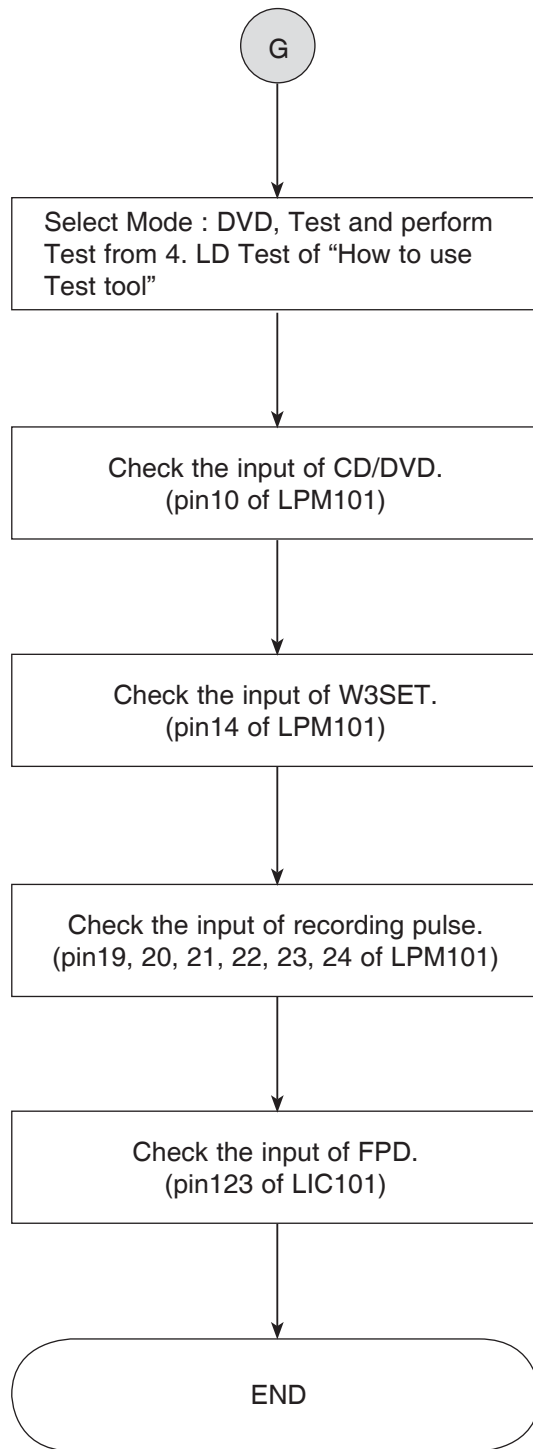 G
Select Mode : DVD, Test and perform
Test from 4. LD Test of “How to use
Test tool”
Check the input of CD/DVD.
(pin10 of LPM101)
Check the input of W3SET.
(pin14 of LPM101)
Check the input of recording pulse.
(pin19, 20, 21, 22, 23, 24 of LPM101)
Check the input of FPD.
(pin123 of LIC101)
END